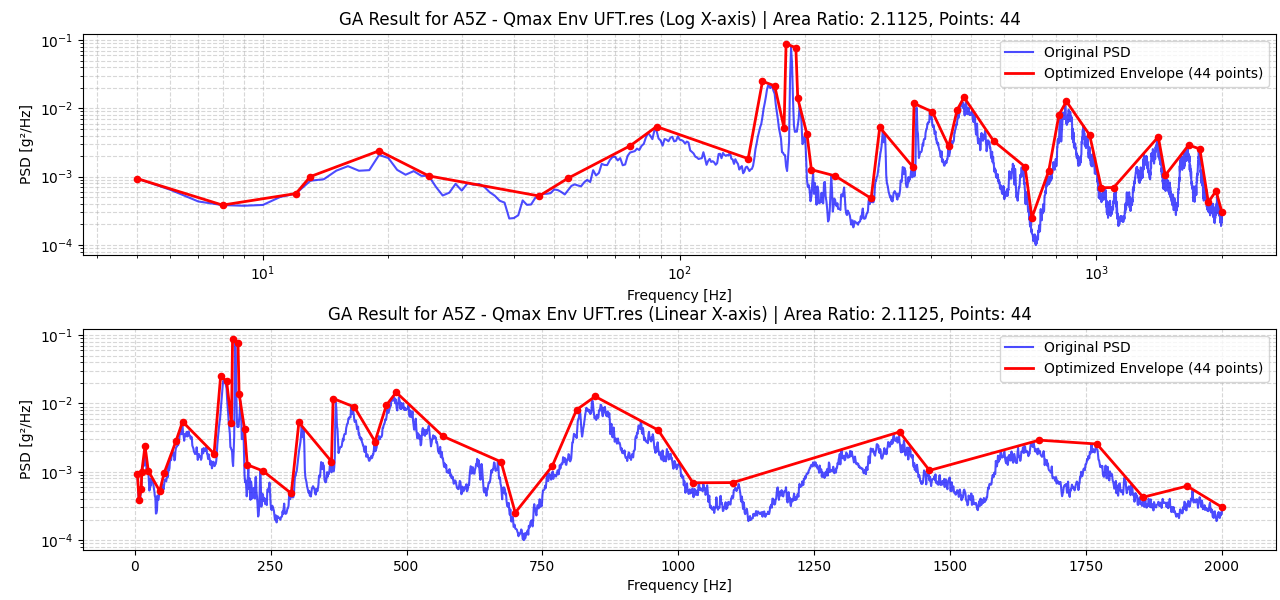 GA Result for A5Z - Qmax Env UFT.res (Log X-axis) | Area Ratio: 2.1125, Points: 44
10⁻¹
10⁻²
10⁻³
10⁻⁴
PSD [g²/Hz]
Original PSD
Optimized Envelope (44 points)
10¹
10²
10³
Frequency [Hz]
GA Result for A5Z - Qmax Env UFT.res (Linear X-axis) | Area Ratio: 2.1125, Points: 44
10⁻¹
10⁻²
10⁻³
10⁻⁴
PSD [g²/Hz]
Original PSD
Optimized Envelope (44 points)
0
250
500
750
1000
1250
1500
1750
2000
Frequency [Hz]